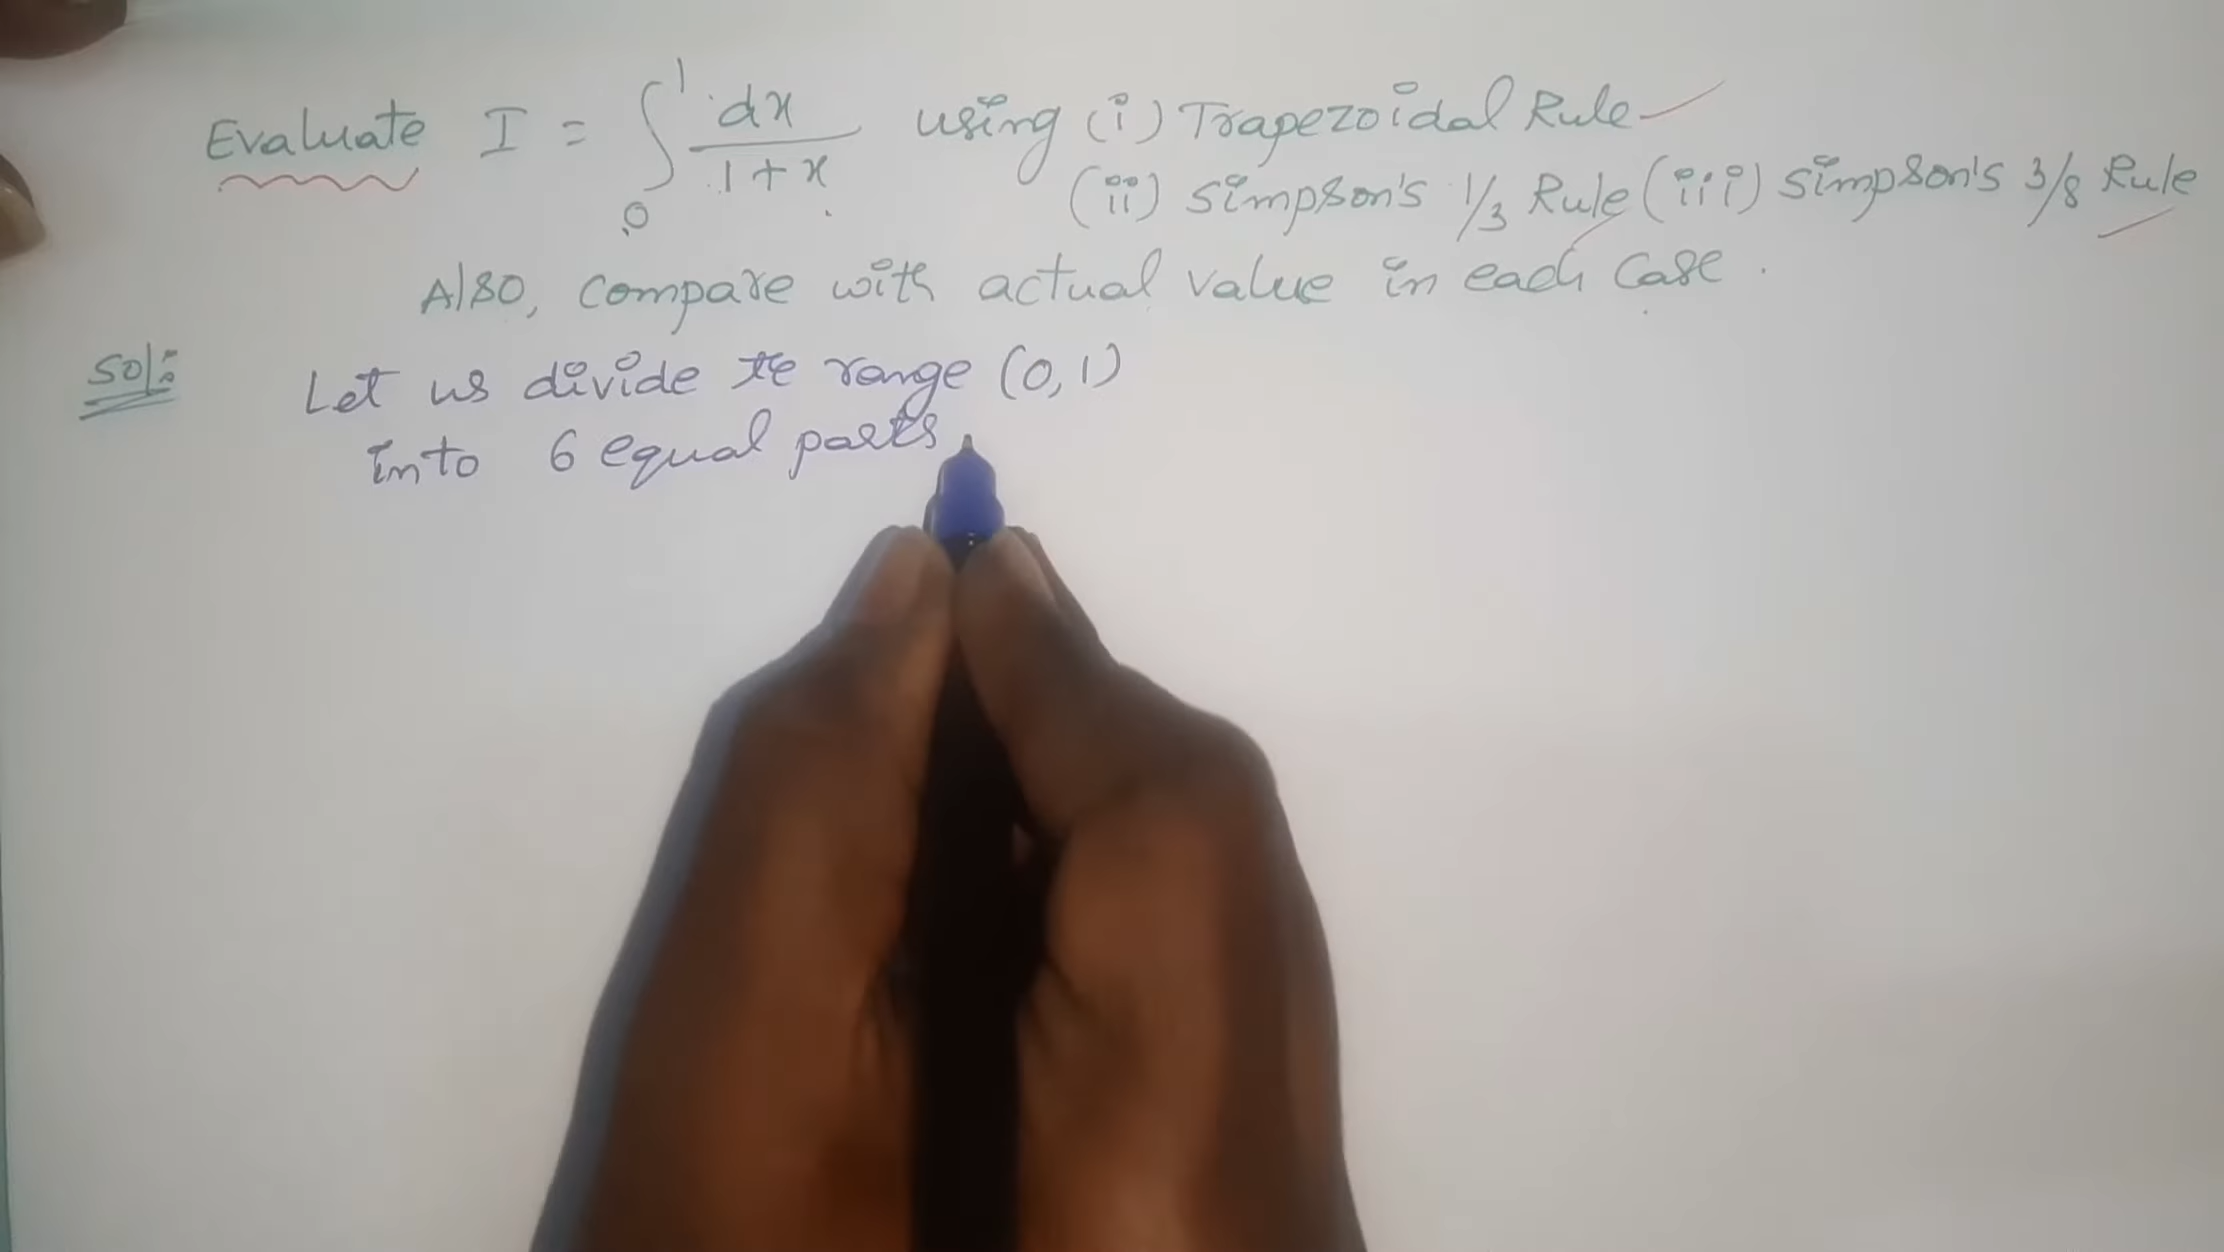 Evaluate I = ∫₀¹ dx/(1+x) using (i) Trapezoidal Rule
(ii) Simpson's 1/3 Rule (iii) Simpson's 3/8 Rule
Also, compare with actual value in each case.
Sol:
Let us divide the range (0,1)
into 6 equal parts